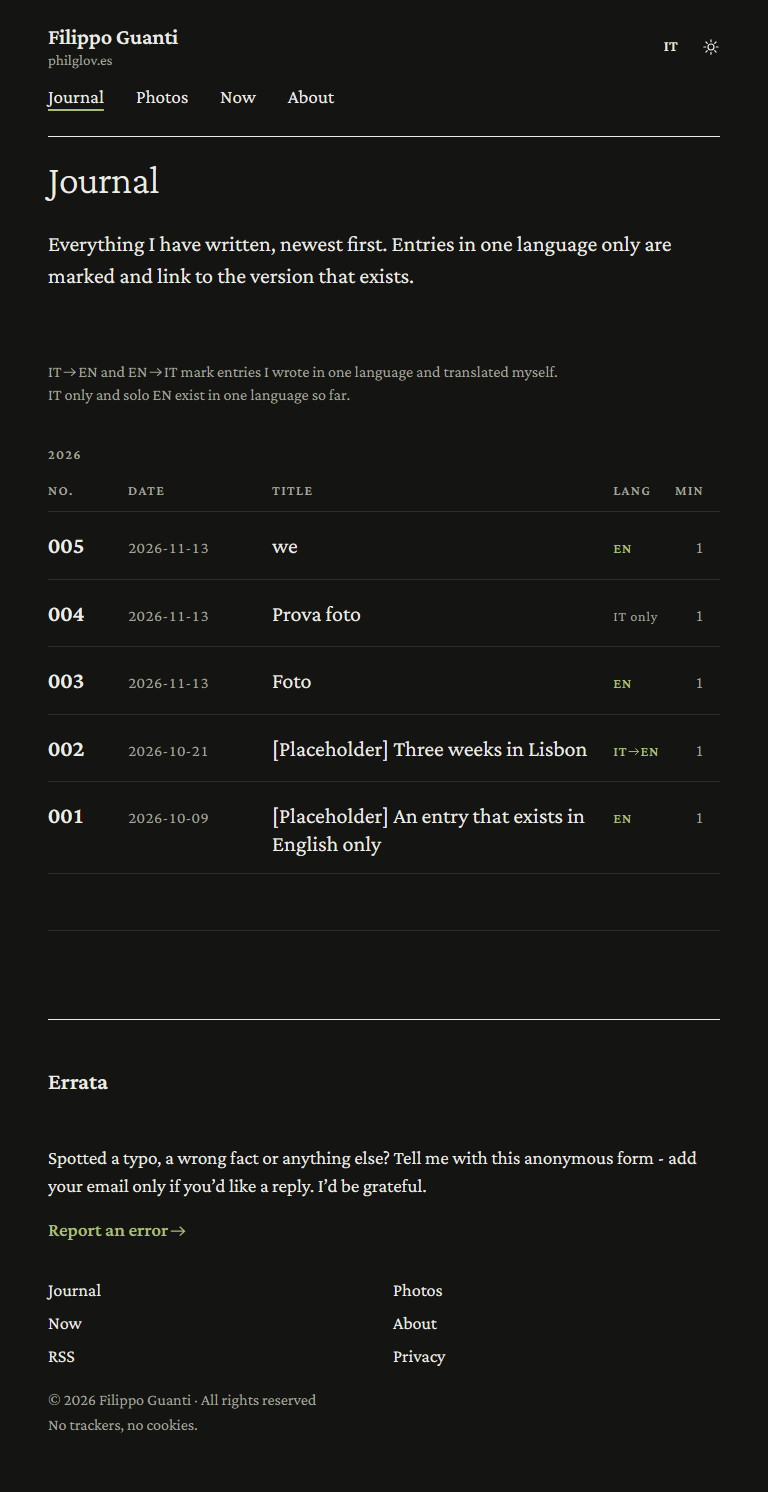 Filippo Guanti
philglov.es
IT
Journal Photos Now About
Journal
Everything I have written, newest first. Entries in one language only are
marked and link to the version that exists.
IT→EN and EN→IT mark entries I wrote in one language and translated myself.
IT only and solo EN exist in one language so far.
2026
NO. DATE TITLE LANG MIN
005 2026-11-13 we EN 1
004 2026-11-13 Prova foto IT only 1
003 2026-11-13 Foto EN 1
002 2026-10-21 [Placeholder] Three weeks in Lisbon IT→EN 1
001 2026-10-09 [Placeholder] An entry that exists in EN 1
English only
Errata
Spotted a typo, a wrong fact or anything else? Tell me with this anonymous form - add
your email only if you’d like a reply. I’d be grateful.
Report an error→
Journal Photos
Now About
RSS Privacy
© 2026 Filippo Guanti · All rights reserved
No trackers, no cookies.